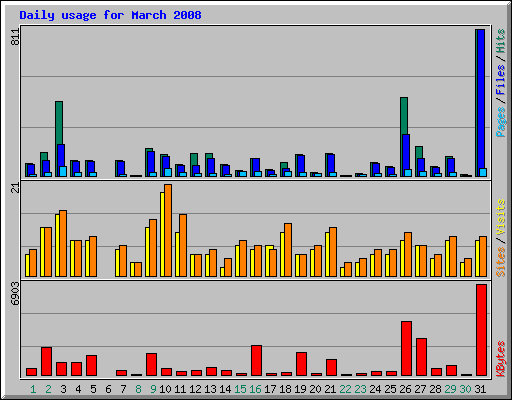 Daily usage for March 2008
811
Pages / Files / Hits
21
Sites / Visits
6903
KBytes
1 2 3 4 5 6 7 8 9 10 11 12 13 14 15 16 17 18 19 20 21 22 23 24 25 26 27 28 29 30 31